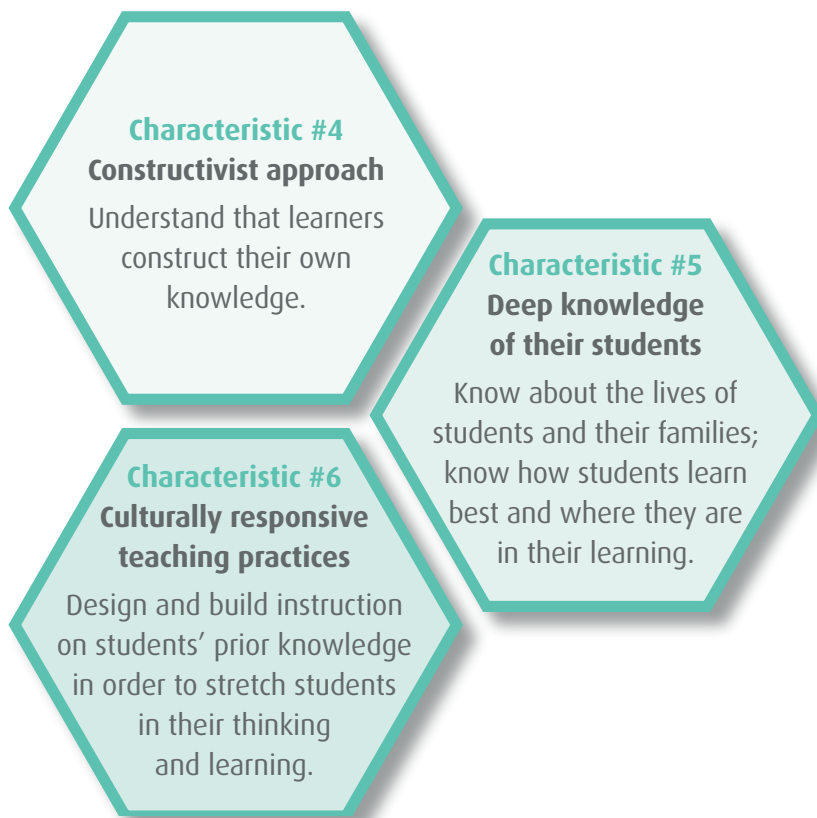 Characteristic #4
Constructivist approach
Understand that learners
construct their own
knowledge.
Characteristic #5
Deep knowledge
of their students
Know about the lives of
students and their families;
know how students learn
best and where they are
in their learning.
Characteristic #6
Culturally responsive
teaching practices
Design and build instruction
on students’ prior knowledge
in order to stretch students
in their thinking
and learning.